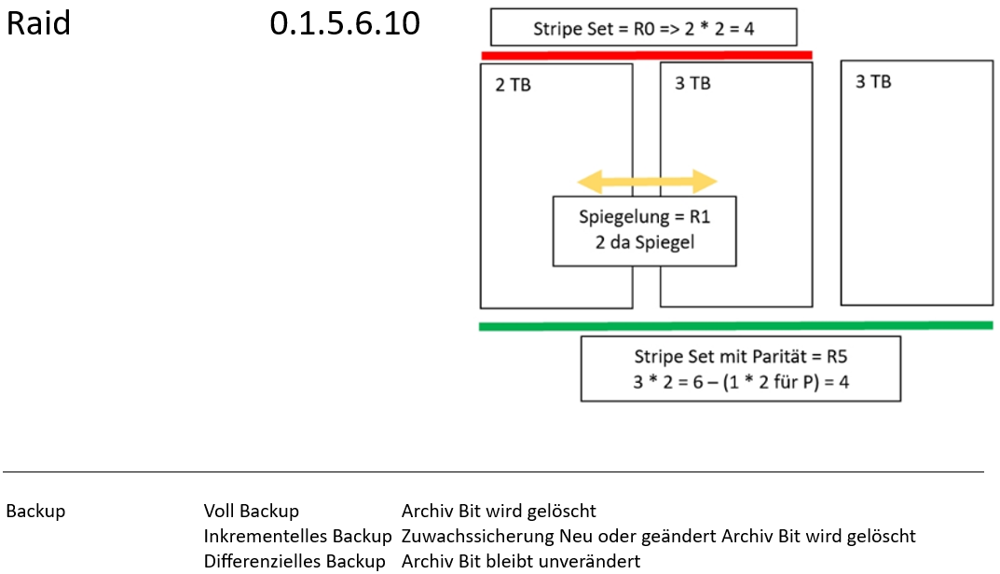 Raid 0.1.5.6.10
Stripe Set = R0 => 2 * 2 = 4
2 TB
3 TB
3 TB
Spiegelung = R1
2 da Spiegel
Stripe Set mit Parität = R5
3 * 2 = 6 – (1 * 2 für P) = 4
Backup Voll Backup Archiv Bit wird gelöscht
Inkrementelles Backup Zuwachssicherung Neu oder geändert Archiv Bit wird gelöscht
Differenzielles Backup Archiv Bit bleibt unverändert